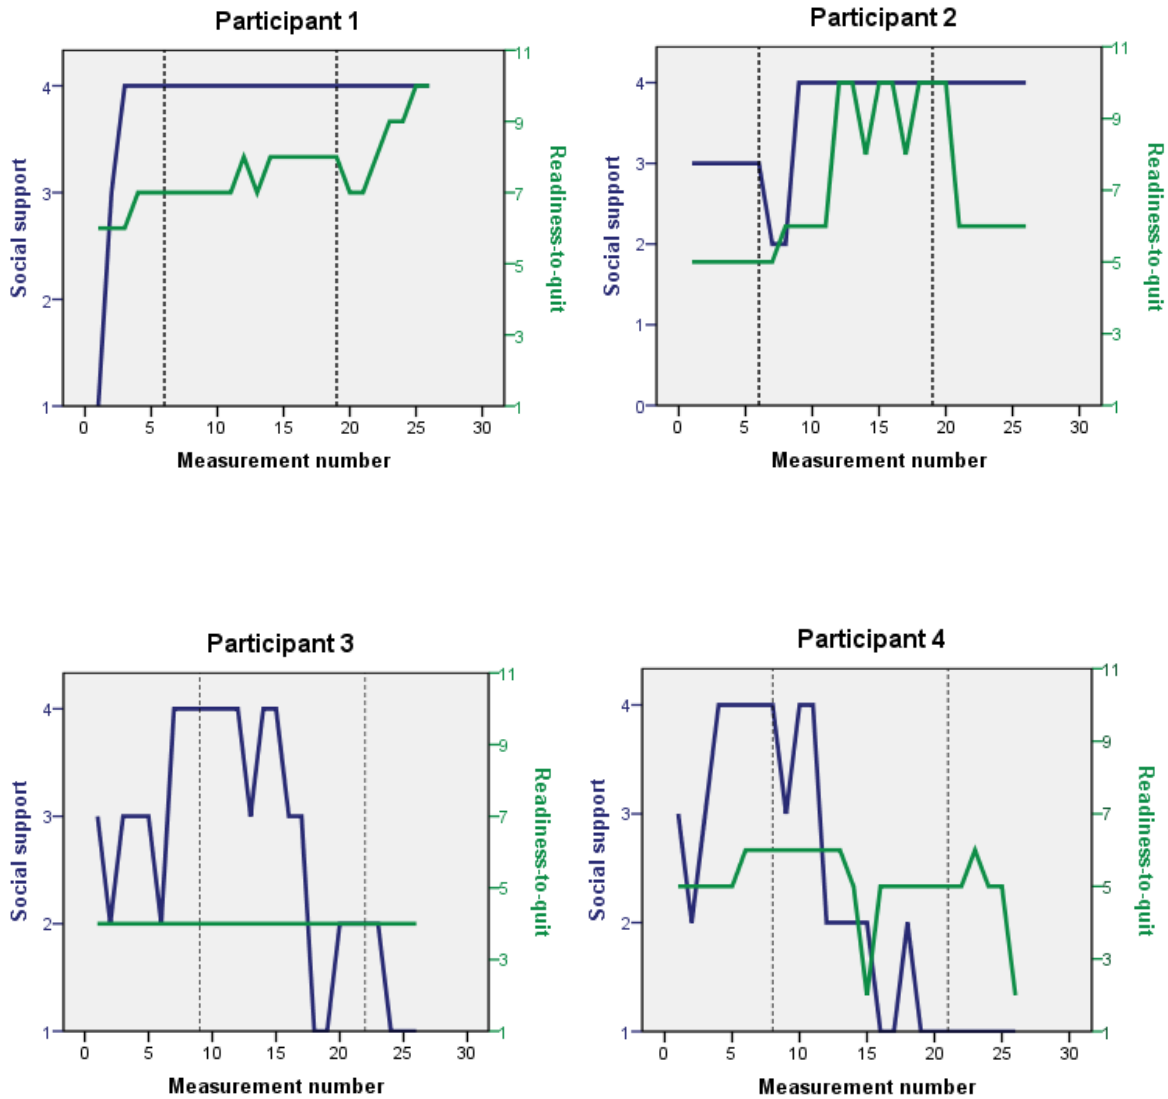 Participant 1
Social support
4
3
2
1
11
9
7
5
3
1
Readiness-to-quit
0 5 10 15 20 25 30
Measurement number
Participant 2
Social support
4
3
2
1
0
11
9
7
5
3
1
Readiness-to-quit
0 5 10 15 20 25 30
Measurement number
Participant 3
Social support
4
3
2
1
11
9
7
5
3
1
Readiness-to-quit
0 5 10 15 20 25 30
Measurement number
Participant 4
Social support
4
3
2
1
11
9
7
5
3
1
Readiness-to-quit
0 5 10 15 20 25 30
Measurement number